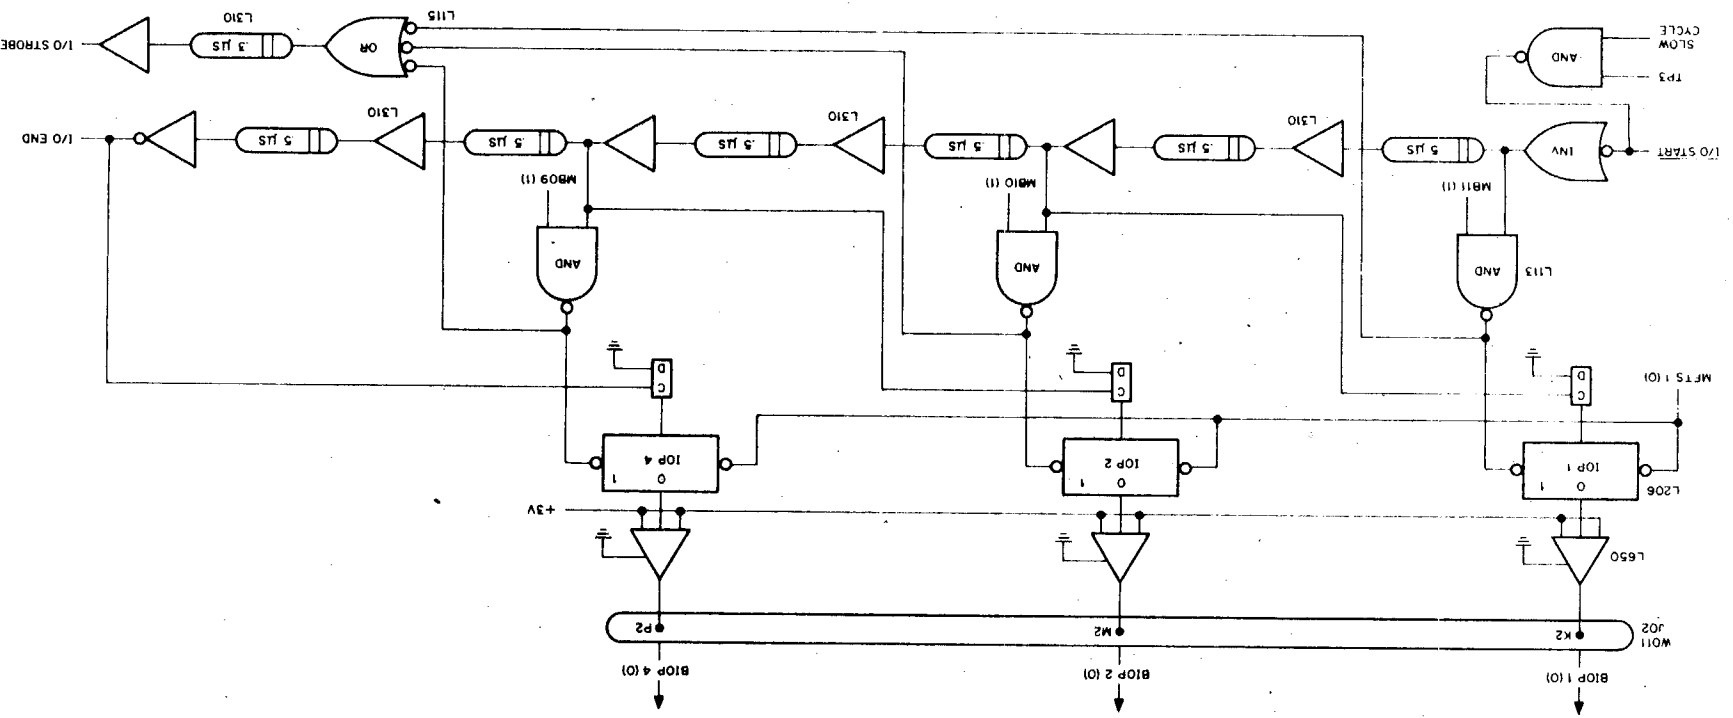 BIOP 1 (0)
BIOP 2 (0)
BIOP 4 (0)
W011
J02
K2
M2
P2
L650
+3V
L206
0 1
IOP 1
0 1
IOP 2
0 1
IOP 4
MFTS 1 (0)
C
D
C
D
C
D
L113
AND
AND
AND
MB11 (1)
MB10 (1)
MB09 (1)
I/O START
INV
.5 µS
L310
.5 µS
.5 µS
L310
.5 µS
.5 µS
L310
.5 µS
I/O END
TP3
SLOW
CYCLE
AND
L115
OR
.3 µS
L310
I/O STROBE